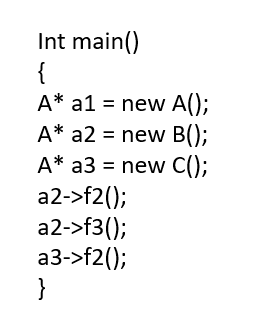 Int main()
{
A* a1 = new A();
A* a2 = new B();
A* a3 = new C();
a2->f2();
a2->f3();
a3->f2();
}